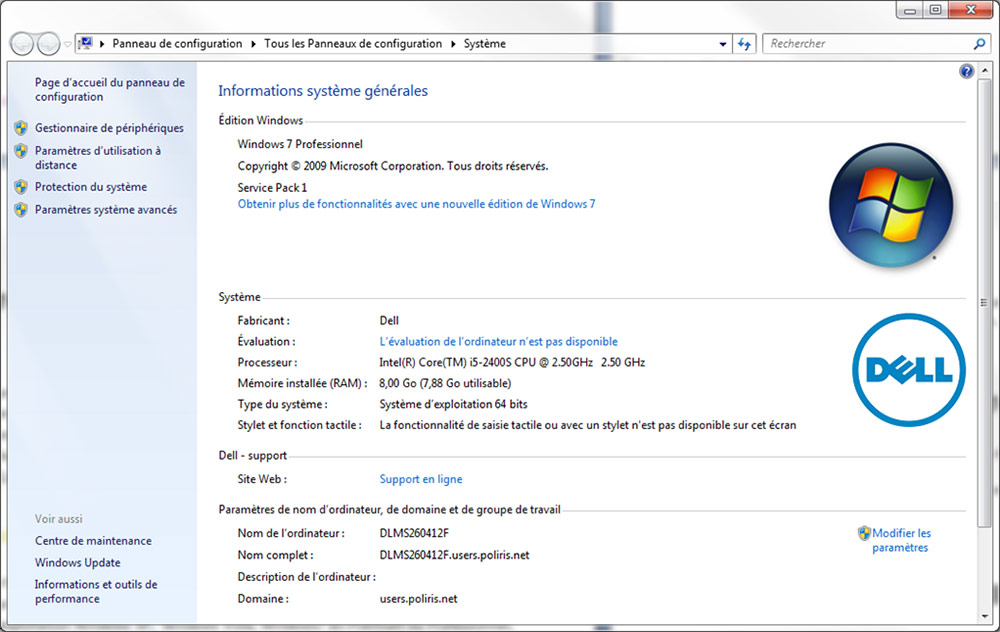 Panneau de configuration ▸ Tous les Panneaux de configuration ▸ Système
Rechercher
Page d'accueil du panneau de
configuration
Gestionnaire de périphériques
Paramètres d'utilisation à
distance
Protection du système
Paramètres système avancés
Voir aussi
Centre de maintenance
Windows Update
Informations et outils de
performance
Informations système générales
Édition Windows
Windows 7 Professionnel
Copyright © 2009 Microsoft Corporation. Tous droits réservés.
Service Pack 1
Obtenir plus de fonctionnalités avec une nouvelle édition de Windows 7
Système
Fabricant : Dell
Évaluation : L'évaluation de l'ordinateur n'est pas disponible
Processeur : Intel(R) Core(TM) i5-2400S CPU @ 2.50GHz 2.50 GHz
Mémoire installée (RAM) : 8,00 Go (7,88 Go utilisable)
Type du système : Système d'exploitation 64 bits
Stylet et fonction tactile : La fonctionnalité de saisie tactile ou avec un stylet n'est pas disponible sur cet écran
DELL
Dell - support
Site Web : Support en ligne
Paramètres de nom d'ordinateur, de domaine et de groupe de travail
Nom de l'ordinateur : DLMS260412F
Nom complet : DLMS260412F.users.poliris.net
Description de l'ordinateur :
Domaine : users.poliris.net
Modifier les
paramètres